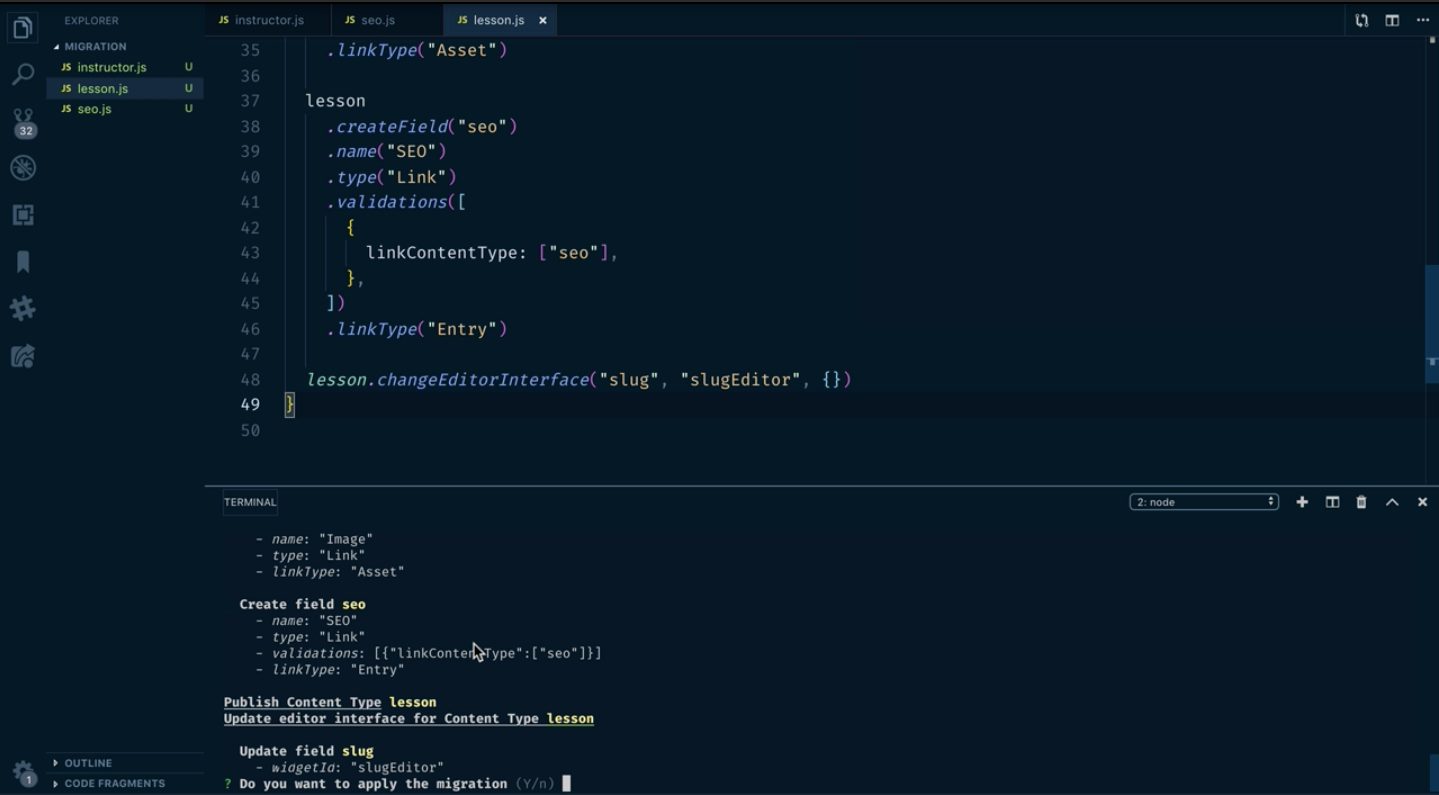 EXPLORER
MIGRATION
JS instructor.js U
JS lesson.js U
JS seo.js U
32
1
OUTLINE
CODE FRAGMENTS
JS instructor.js
JS seo.js
JS lesson.js ×
35 .linkType("Asset")
36
37 lesson
38 .createField("seo")
39 .name("SEO")
40 .type("Link")
41 .validations([
42 {
43 linkContentType: ["seo"],
44 },
45 ])
46 .linkType("Entry")
47
48 lesson.changeEditorInterface("slug", "slugEditor", {})
49 }
50
TERMINAL
2: node
- name: "Image"
- type: "Link"
- linkType: "Asset"
Create field seo
- name: "SEO"
- type: "Link"
- validations: [{"linkContentType":["seo"]}]
- linkType: "Entry"
Publish Content Type lesson
Update editor interface for Content Type lesson
Update field slug
- widgetId: "slugEditor"
? Do you want to apply the migration (Y/n)